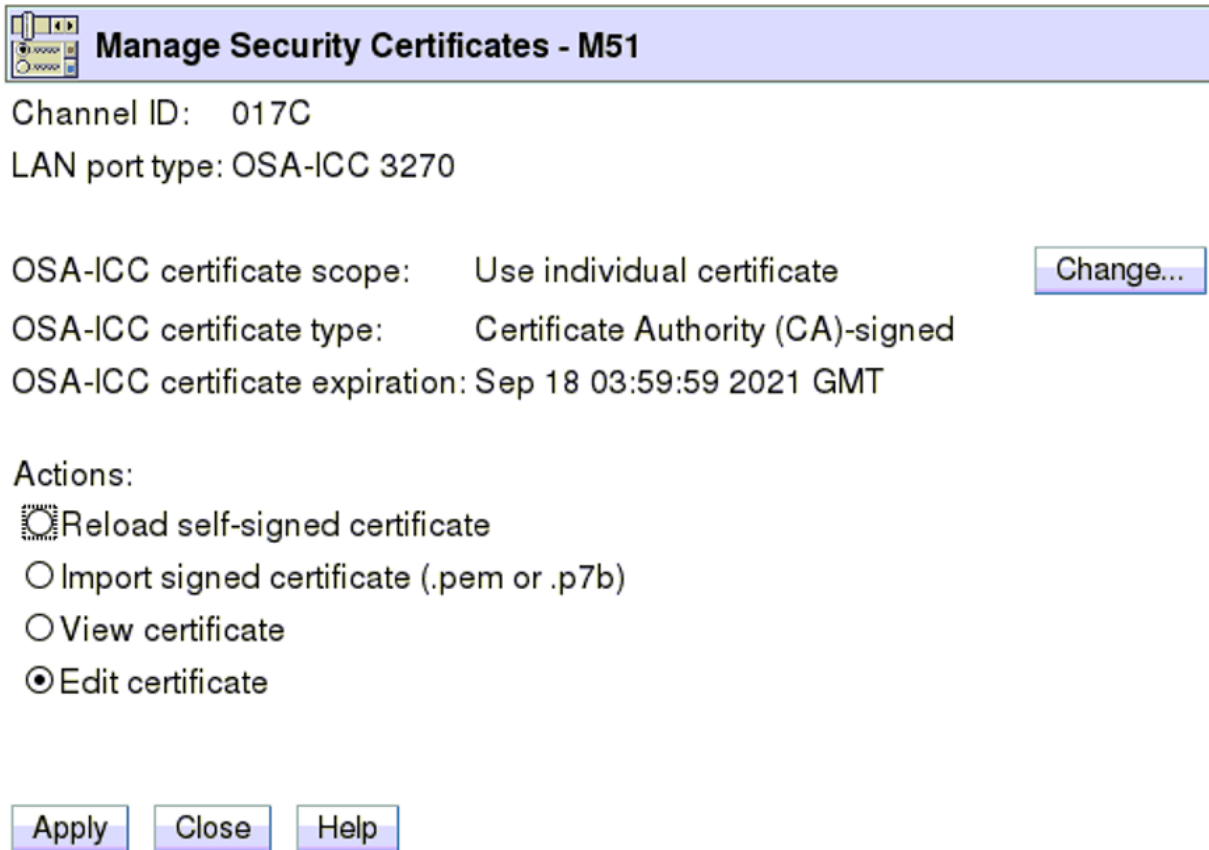 Manage Security Certificates - M51
Channel ID: 017C
LAN port type: OSA-ICC 3270
OSA-ICC certificate scope: Use individual certificate Change...
OSA-ICC certificate type: Certificate Authority (CA)-signed
OSA-ICC certificate expiration: Sep 18 03:59:59 2021 GMT
Actions:
Reload self-signed certificate
Import signed certificate (.pem or .p7b)
View certificate
Edit certificate
Apply Close Help